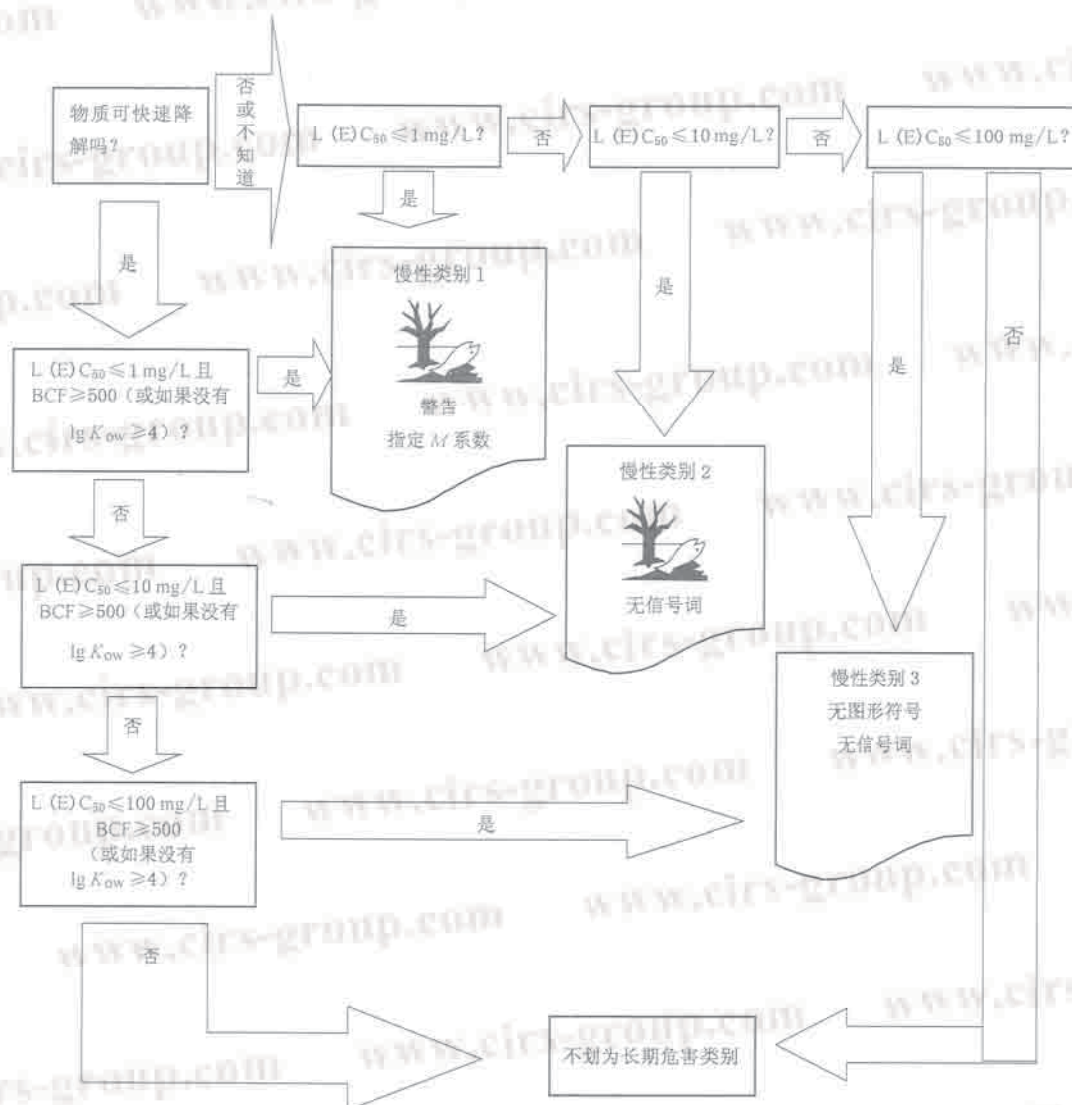 物质可快速降
解吗？
否或不知道
L(E)C₅₀≤1 mg/L？
否
L(E)C₅₀≤10 mg/L？
否
L(E)C₅₀≤100 mg/L？
是
是
慢性类别1
警告
指定 M 系数
是
是
否
L(E)C₅₀≤1 mg/L 且
BCF≥500（或如果没有
lg K_OW ≥4）？
是
慢性类别2
无信号词
否
L(E)C₅₀≤10 mg/L 且
BCF≥500（或如果没有
lg K_OW ≥4）？
是
慢性类别3
无图形符号
无信号词
否
L(E)C₅₀≤100 mg/L 且
BCF≥500
（或如果没有
lg K_OW ≥4）？
是
否
不划为长期危害类别
www.cirs-group.com